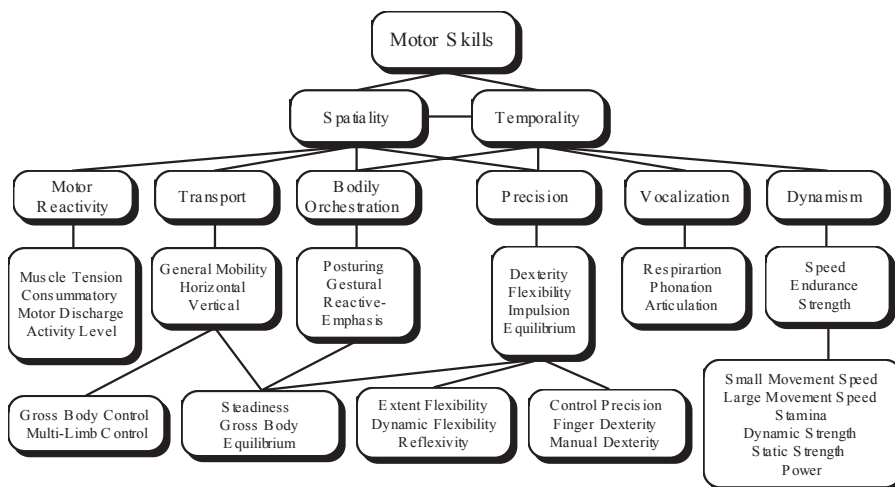 Motor Skills
Spatiality
Temporality
Motor
Reactivity
Transport
Bodily
Orchestration
Precision
Vocalization
Dynamism
Muscle Tension
Consummatory
Motor Discharge
Activity Level
General Mobility
Horizontal
Vertical
Posturing
Gestural
Reactive-
Emphasis
Dexterity
Flexibility
Impulsion
Equilibrium
Respirartion
Phonation
Articulation
Speed
Endurance
Strength
Gross Body Control
Multi-Limb Control
Steadiness
Gross Body
Equilibrium
Extent Flexibility
Dynamic Flexibility
Reflexivity
Control Precision
Finger Dexterity
Manual Dexterity
Small Movement Speed
Large Movement Speed
Stamina
Dynamic Strength
Static Strength
Power